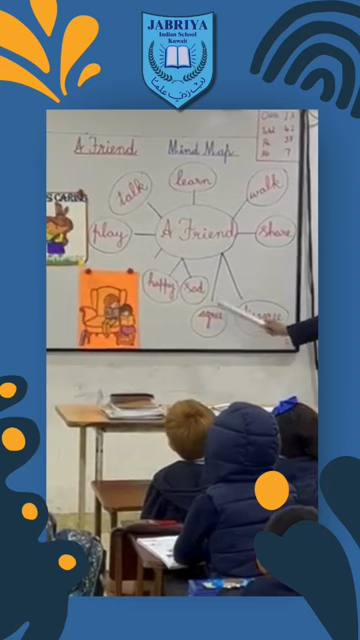 JABRIYA
Indian School
Kuwait
A Friend Mind Map
learn
talk
walk
play
A Friend
share
happy
sad
agree